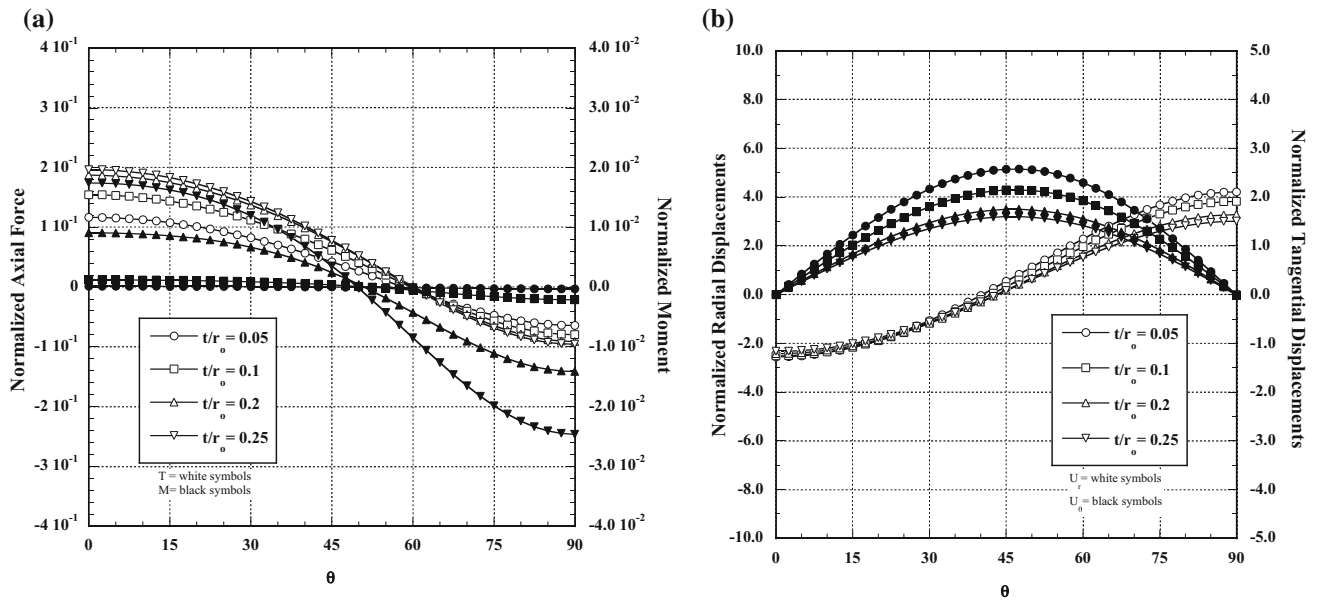 (a)
4 10-1
3 10-1
2 10-1
1 10-1
0
-1 10-1
-2 10-1
-3 10-1
-4 10-1
Normalized Axial Force
4.0 10-2
3.0 10-2
2.0 10-2
1.0 10-2
0.0
-1.0 10-2
-2.0 10-2
-3.0 10-2
-4.0 10-2
Normalized Moment
t/ro = 0.05
t/ro = 0.1
t/ro = 0.2
t/ro = 0.25
T = white symbols
M= black symbols
0 15 30 45 60 75 90
θ
(b)
10.0
8.0
6.0
4.0
2.0
0.0
-2.0
-4.0
-6.0
-8.0
-10.0
Normalized Radial Displacements
5.0
4.0
3.0
2.0
1.0
0.0
-1.0
-2.0
-3.0
-4.0
-5.0
Normalized Tangential Displacements
t/ro = 0.05
t/ro = 0.1
t/ro = 0.2
t/ro = 0.25
Ur= white symbols
Uθ= black symbols
0 15 30 45 60 75 90
θ